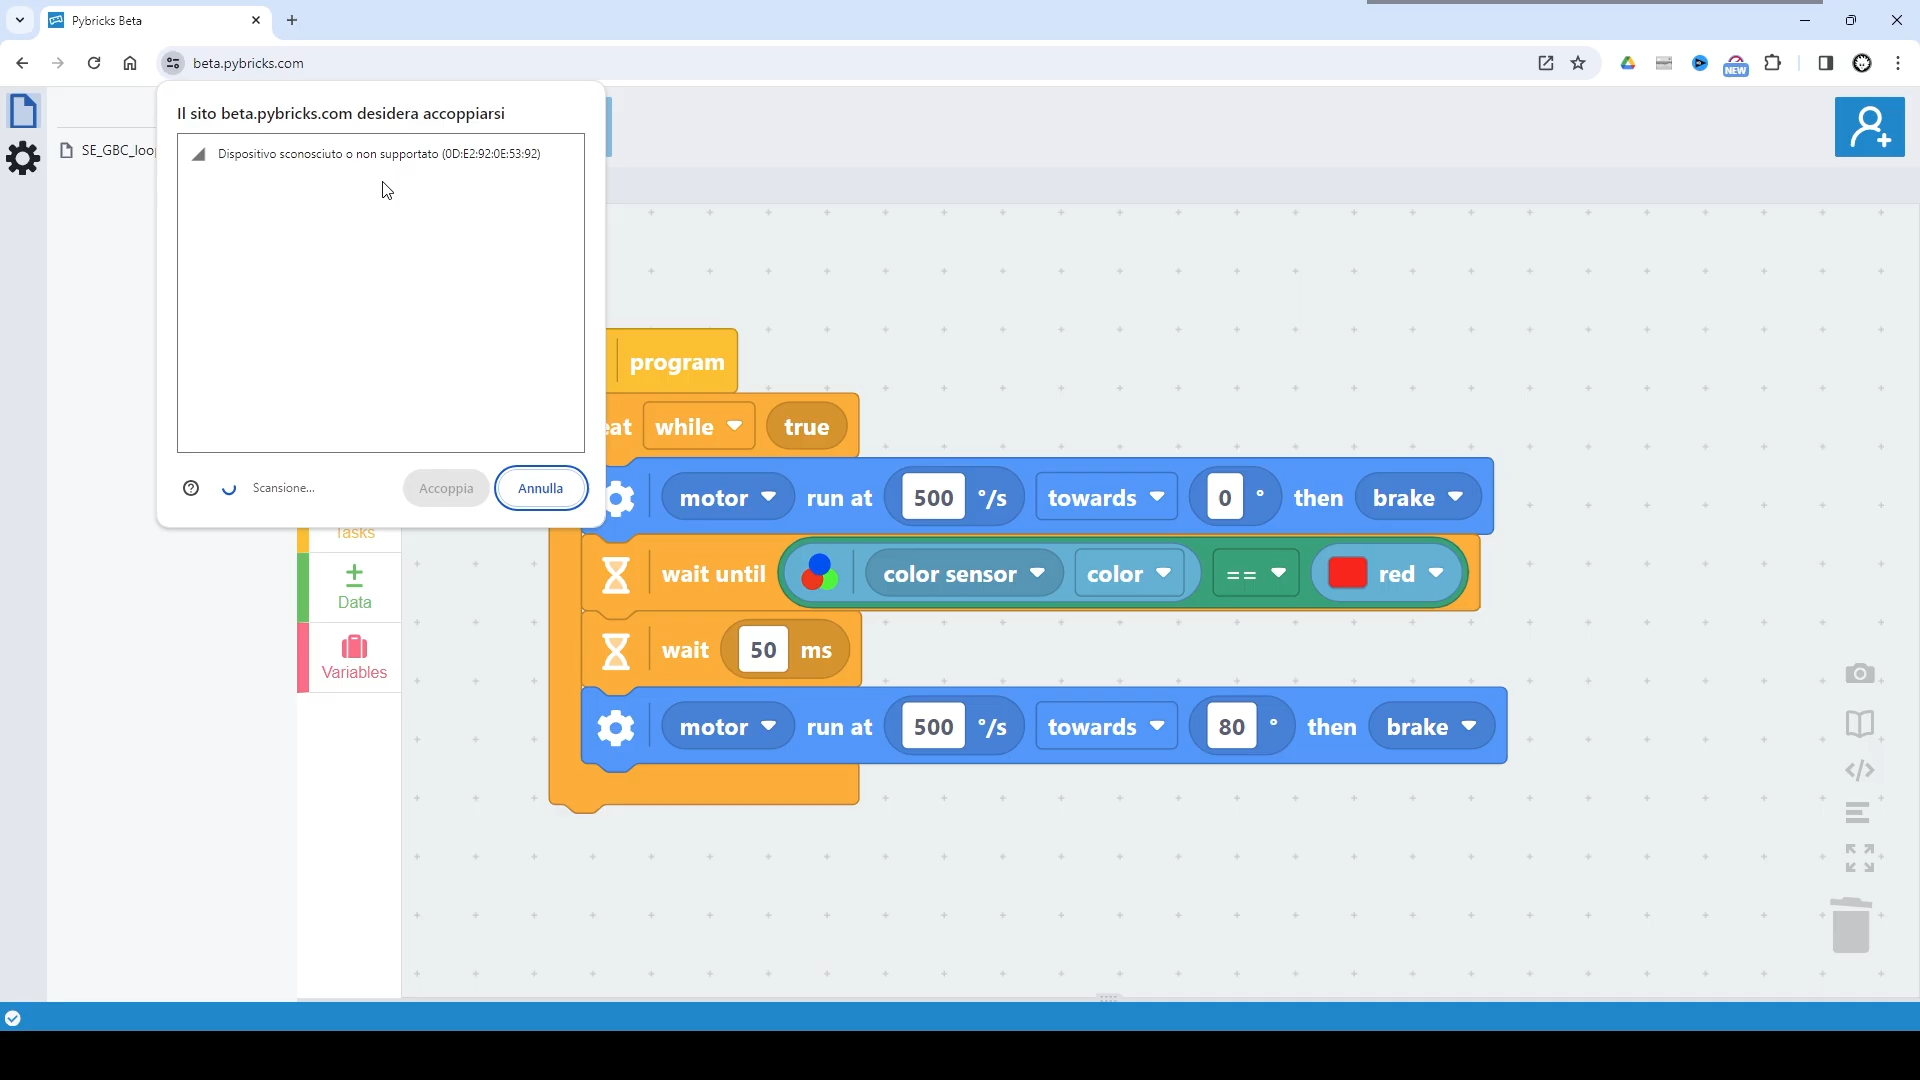 Pybricks Beta
beta.pybricks.com
NEW
Il sito beta.pybricks.com desidera accoppiarsi
Dispositivo sconosciuto o non supportato (0D:E2:92:0E:53:92)
Scansione...
Accoppia
Annulla
SE_GBC_loo
program
eat while true
motor run at 500 °/s towards 0 ° then brake
wait until color sensor color == red
wait 50 ms
motor run at 500 °/s towards 80 ° then brake
Tasks
Data
Variables